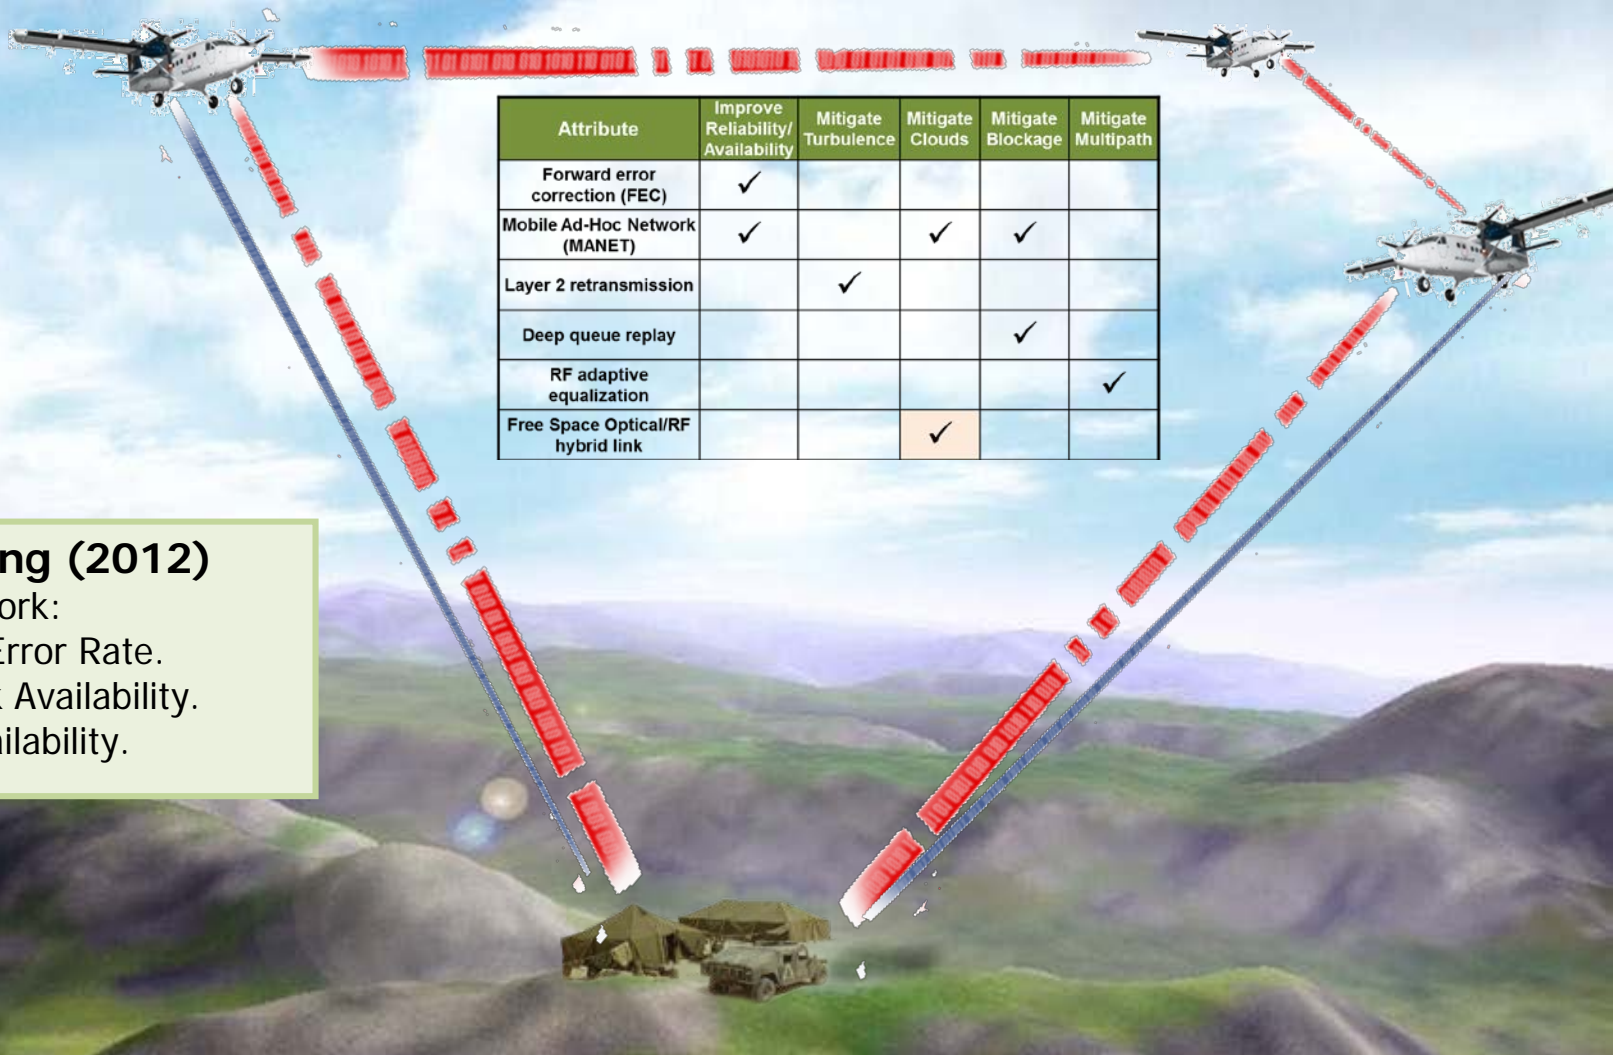 Attribute
Improve
Reliability/
Availability
Mitigate
Turbulence
Mitigate
Clouds
Mitigate
Blockage
Mitigate
Multipath
Forward error
correction (FEC)
✓
Mobile Ad-Hoc Network
(MANET)
✓ ✓ ✓
Layer 2 retransmission
✓
Deep queue replay
✓
RF adaptive
equalization
✓
Free Space Optical/RF
hybrid link
✓
ng (2012)
ork:
Error Rate.
Availability.
ilability.